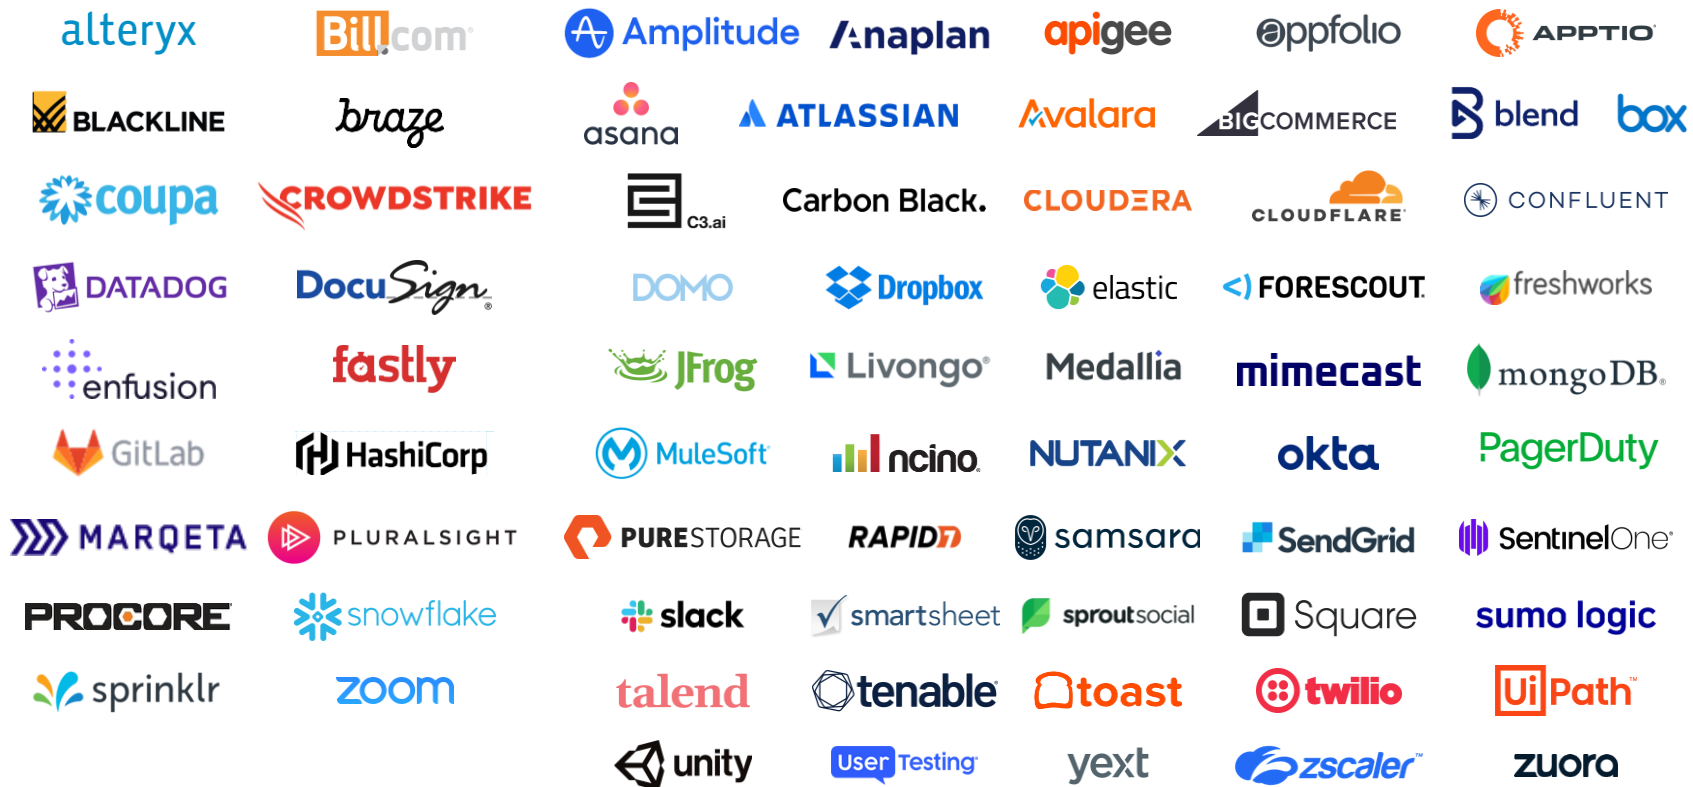 alteryx Bill.com® Amplitude Anaplan apigee appfolio APPTIO®
BLACKLINE braze asana ATLASSIAN Avalara BIGCOMMERCE blend box
coupa CROWDSTRIKE C3.ai Carbon Black. CLOUDERA CLOUDFLARE® CONFLUENT
DATADOG DocuSign® DOMO Dropbox elastic <) FORESCOUT. freshworks
enfusion fastly JFrog Livongo® Medallia mimecast mongoDB®
GitLab HashiCorp MuleSoft® ncino® NUTANIX okta PagerDuty
MARQETA PLURALSIGHT PURESTORAGE RAPID7 samsara SendGrid SentinelOne®
PROCORE® snowflake slack smartsheet sproutsocial Square sumo logic
sprinklr zoom talend tenable® toast twilio UiPath™
unity UserTesting® yext zscaler™ zuora